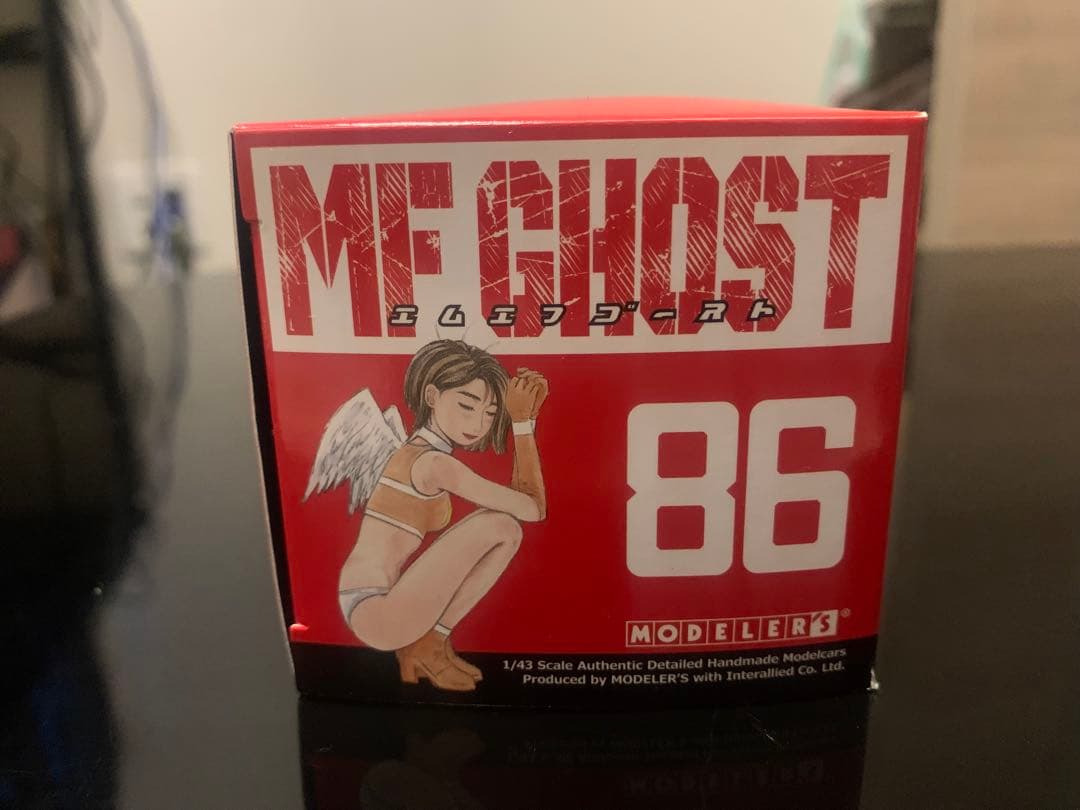 MF GHOST
エムエフゴースト
86
MODELER'S®
1/43 Scale Authentic Detailed Handmade Modelcars
Produced by MODELER'S with Interallied Co. Ltd.